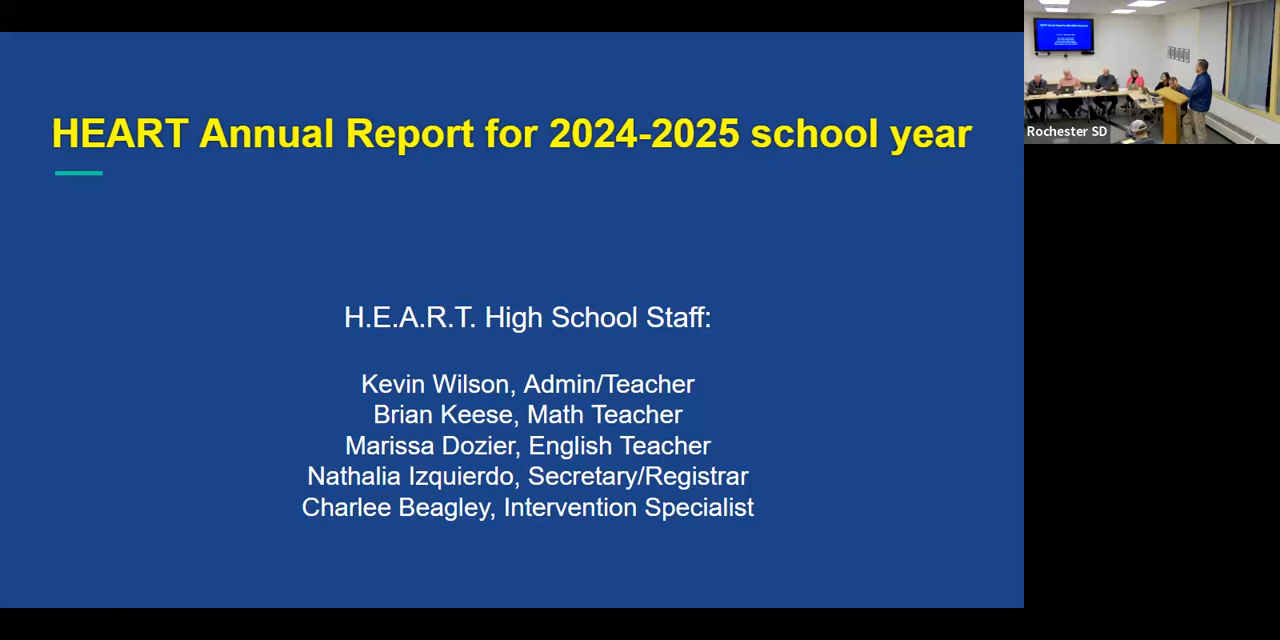 HEART Annual Report for 2024-2025 school year
H.E.A.R.T. High School Staff:
Kevin Wilson, Admin/Teacher
Brian Keese, Math Teacher
Marissa Dozier, English Teacher
Nathalia Izquierdo, Secretary/Registrar
Charlee Beagley, Intervention Specialist
Rochester SD